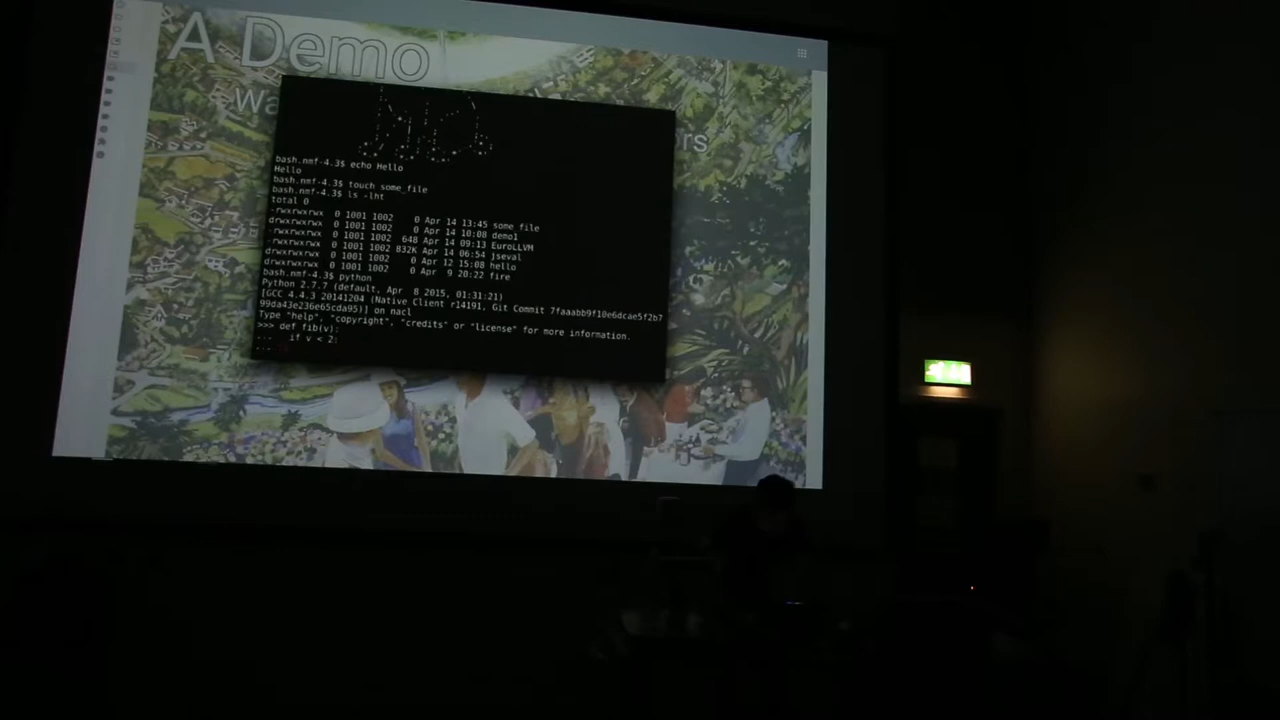 A Demo
rs
bash.nmf-4.3$ echo Hello
Hello
bash.nmf-4.3$ touch some_file
bash.nmf-4.3$ ls -lht
total 0
-rwxrwxrwx 0 1001 1002 0 Apr 14 13:45 some_file
drwxrwxrwx 0 1001 1002 0 Apr 14 10:08 demo1
-rwxrwxrwx 0 1001 1002 648 Apr 14 09:13 EuroLLVM
-rwxrwxrwx 0 1001 1002 832K Apr 14 06:54 jseval
drwxrwxrwx 0 1001 1002 0 Apr 12 15:08 hello
drwxrwxrwx 0 1001 1002 0 Apr 9 20:22 fire
bash.nmf-4.3$ python
Python 2.7.7 (default, Apr 8 2015, 01:31:21)
[GCC 4.4.3 20141204 (Native Client r14191, Git Commit 7faaabb9f10e6dcae5f2b7
99da43e236e65cda95)] on nacl
Type "help", "copyright", "credits" or "license" for more information.
>>> def fib(v):
... if v < 2:
...